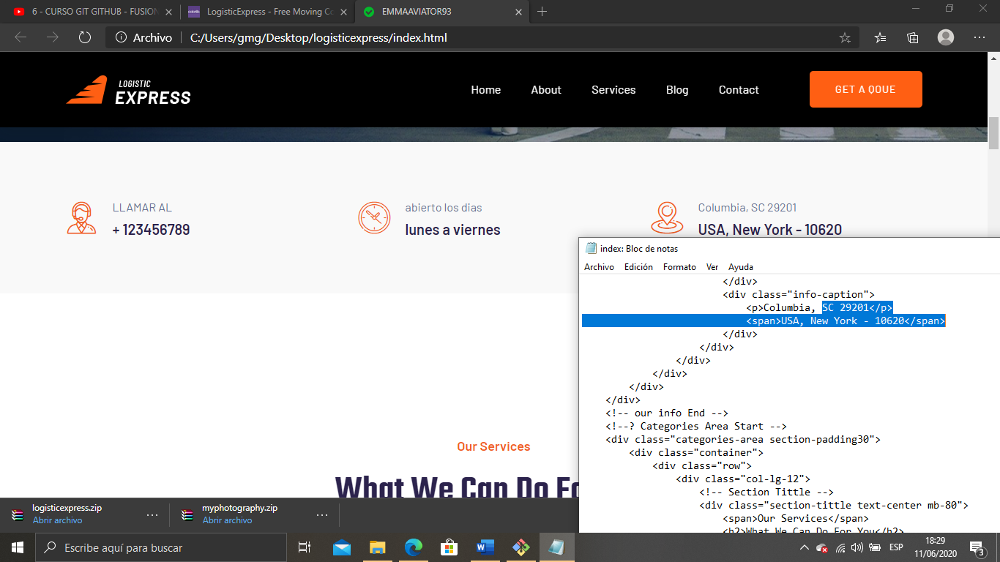 6 - CURSO GIT GITHUB - FUSION
LogisticExpress - Free Moving Co
EMMAAVIATOR93
Archivo
C:/Users/gmg/Desktop/logisticexpress/index.html
LOGISTIC
EXPRESS
Home
About
Services
Blog
Contact
GET A QOUE
LLAMAR AL
+ 123456789
abierto los dias
lunes a viernes
Columbia, SC 29201
USA, New York - 10620
index: Bloc de notas
Archivo Edición Formato Ver Ayuda
</div>
<div class="info-caption">
<p>Columbia, SC 29201</p>
<span>USA, New York - 10620</span>
</div>
</div>
</div>
</div>
</div>
</div>
<!-- our info End -->
<!--? Categories Area Start -->
<div class="categories-area section-padding30">
<div class="container">
<div class="row">
<div class="col-lg-12">
<!-- Section Tittle -->
<div class="section-tittle text-center mb-80">
<span>Our Services</span>
<h2>What We Can Do For You</h2>
Our Services
What We Can Do Fo
logisticexpress.zip
Abrir archivo
myphotography.zip
Abrir archivo
Escribe aquí para buscar
ESP
18:29
11/06/2020
3